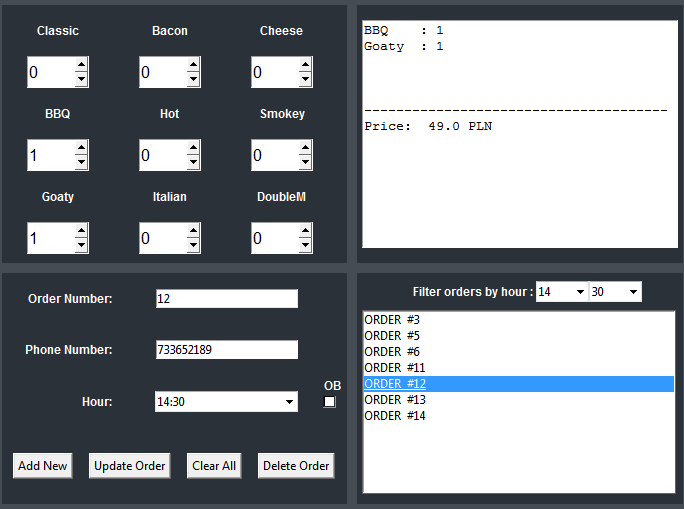 Classic Bacon Cheese
0 0 0
BBQ Hot Smokey
1 0 0
Goaty Italian DoubleM
1 0 0
BBQ    : 1
Goaty  : 1
--------------------------------------
Price:  49.0 PLN
Order Number: 12
Phone Number: 733652189
OB
Hour: 14:30
Add New Update Order Clear All Delete Order
Filter orders by hour : 14 30
ORDER #3
ORDER #5
ORDER #6
ORDER #11
ORDER #12
ORDER #13
ORDER #14